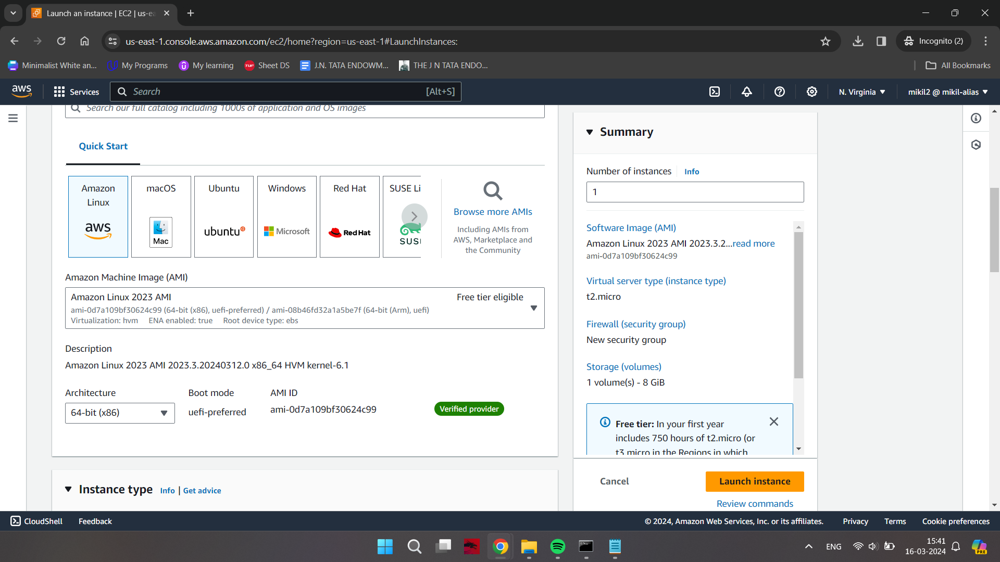 Launch an instance | EC2 | us-ea
us-east-1.console.aws.amazon.com/ec2/home?region=us-east-1#LaunchInstances:
Incognito (2)
Minimalist White an...
My Programs
My learning
TUF Sheet DS
J.N. TATA ENDOWM...
THE J N TATA ENDO...
All Bookmarks
aws
Services
Search
[Alt+S]
N. Virginia
mikil2 @ mikil-alias
Search our full catalog including 1000s of application and OS images
Quick Start
Amazon
Linux
aws
macOS
Mac
Ubuntu
ubuntu
Windows
Microsoft
Red Hat
Red Hat
SUSE Li
SUS
Browse more AMIs
Including AMIs from
AWS, Marketplace and
the Community
Amazon Machine Image (AMI)
Amazon Linux 2023 AMI
Free tier eligible
ami-0d7a109bf30624c99 (64-bit (x86), uefi-preferred) / ami-08b46fd32a1a5be7f (64-bit (Arm), uefi)
Virtualization: hvm ENA enabled: true Root device type: ebs
Description
Amazon Linux 2023 AMI 2023.3.20240312.0 x86_64 HVM kernel-6.1
Architecture
64-bit (x86)
Boot mode
uefi-preferred
AMI ID
ami-0d7a109bf30624c99
Verified provider
Instance type Info | Get advice
Summary
Number of instances Info
1
Software Image (AMI)
Amazon Linux 2023 AMI 2023.3.2...read more
ami-0d7a109bf30624c99
Virtual server type (instance type)
t2.micro
Firewall (security group)
New security group
Storage (volumes)
1 volume(s) - 8 GiB
Free tier: In your first year
includes 750 hours of t2.micro (or
t3.micro in the Regions in which
Cancel
Launch instance
Review commands
CloudShell
Feedback
© 2024, Amazon Web Services, Inc. or its affiliates.
Privacy
Terms
Cookie preferences
ENG
15:41
16-03-2024
PRE